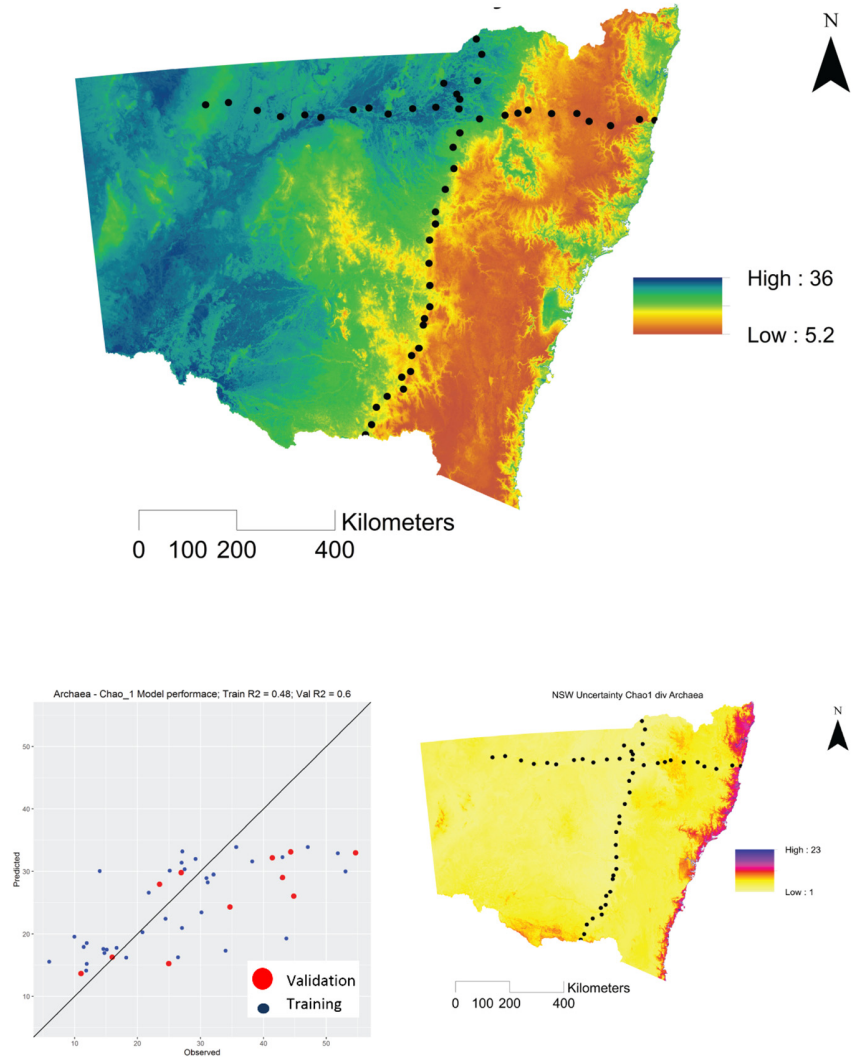 N
High : 36
Low : 5.2
Kilometers
0 100 200 400
Archaea - Chao_1 Model performace; Train R2 = 0.48; Val R2 = 0.6
50
40
30
20
10
Predicted
10 20 30 40 50
Observed
Validation
Training
NSW Uncertainty Chao1 div Archaea
N
High : 23
Low : 1
Kilometers
0 100 200 400